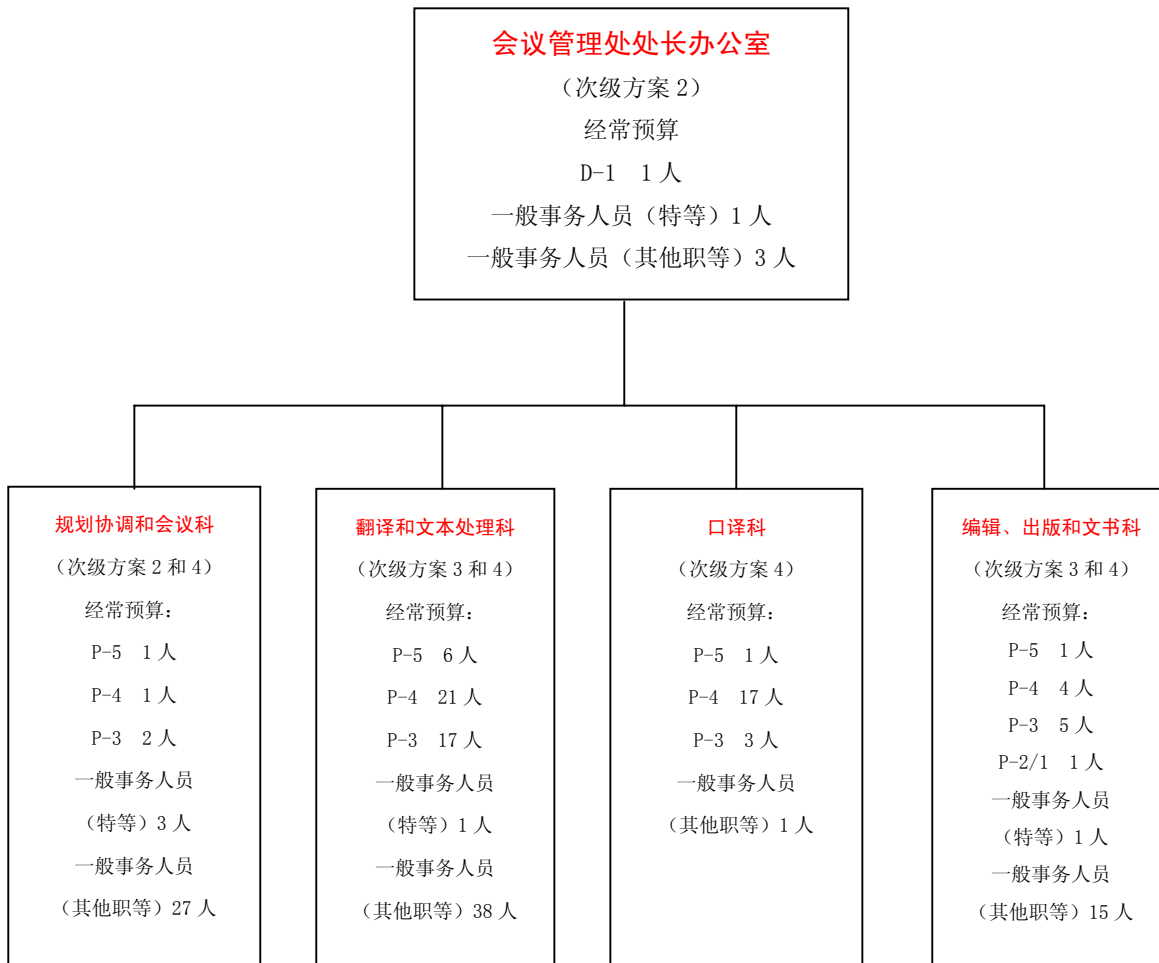 会议管理处处长办公室
（次级方案 2）
经常预算
D-1 1 人
一般事务人员（特等）1 人
一般事务人员（其他职等）3 人
规划协调和会议科
（次级方案 2 和 4）
经常预算：
P-5 1 人
P-4 1 人
P-3 2 人
一般事务人员
（特等）3 人
一般事务人员
（其他职等）27 人
翻译和文本处理科
（次级方案 3 和 4）
经常预算：
P-5 6 人
P-4 21 人
P-3 17 人
一般事务人员
（特等）1 人
一般事务人员
（其他职等）38 人
口译科
（次级方案 4）
经常预算：
P-5 1 人
P-4 17 人
P-3 3 人
一般事务人员
（其他职等）1 人
编辑、出版和文书科
（次级方案 3 和 4）
经常预算：
P-5 1 人
P-4 4 人
P-3 5 人
P-2/1 1 人
一般事务人员
（特等）1 人
一般事务人员
（其他职等）15 人